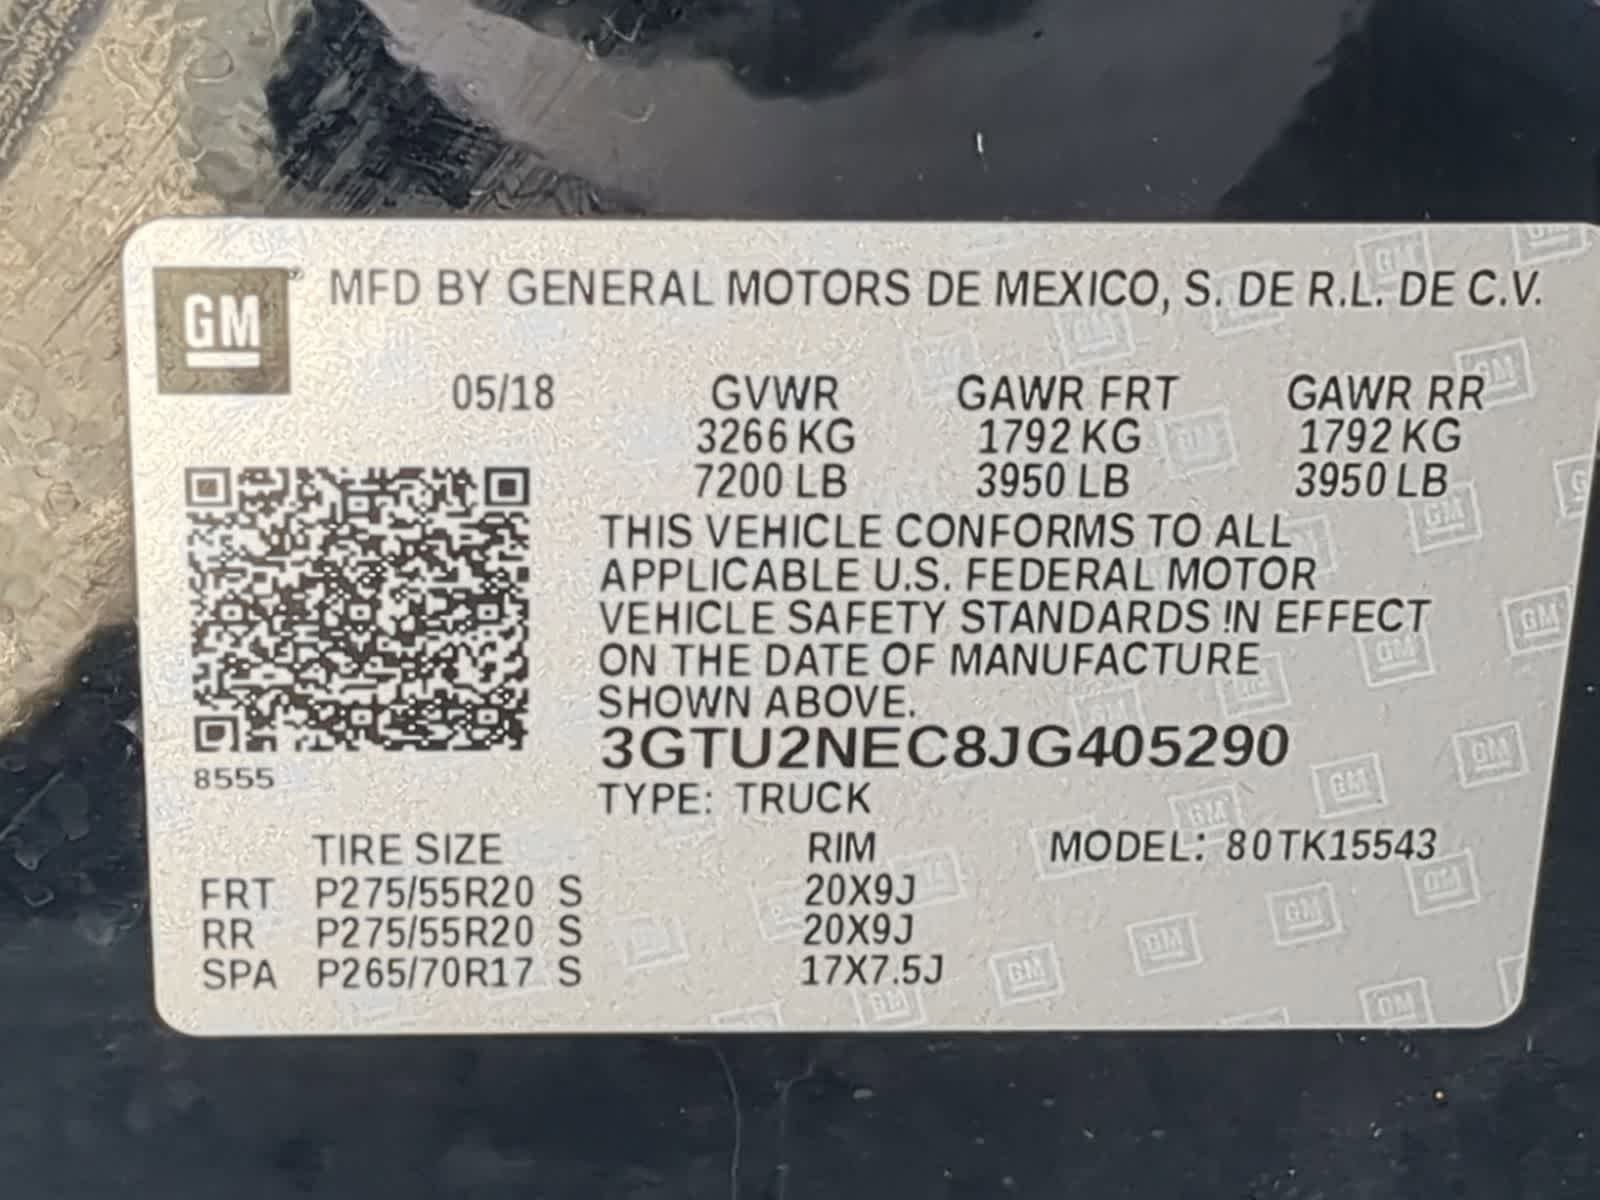 GM® MFD BY GENERAL MOTORS DE MEXICO, S. DE R.L. DE C.V.
05/18 GVWR GAWR FRT GAWR RR
3266 KG 1792 KG 1792 KG
7200 LB 3950 LB 3950 LB
THIS VEHICLE CONFORMS TO ALL
APPLICABLE U.S. FEDERAL MOTOR
VEHICLE SAFETY STANDARDS IN EFFECT
ON THE DATE OF MANUFACTURE
SHOWN ABOVE.
3GTU2NEC8JG405290
8555
TYPE: TRUCK
TIRE SIZE RIM MODEL: 80TK15543
FRT P275/55R20 S 20X9J
RR P275/55R20 S 20X9J
SPA P265/70R17 S 17X7.5J